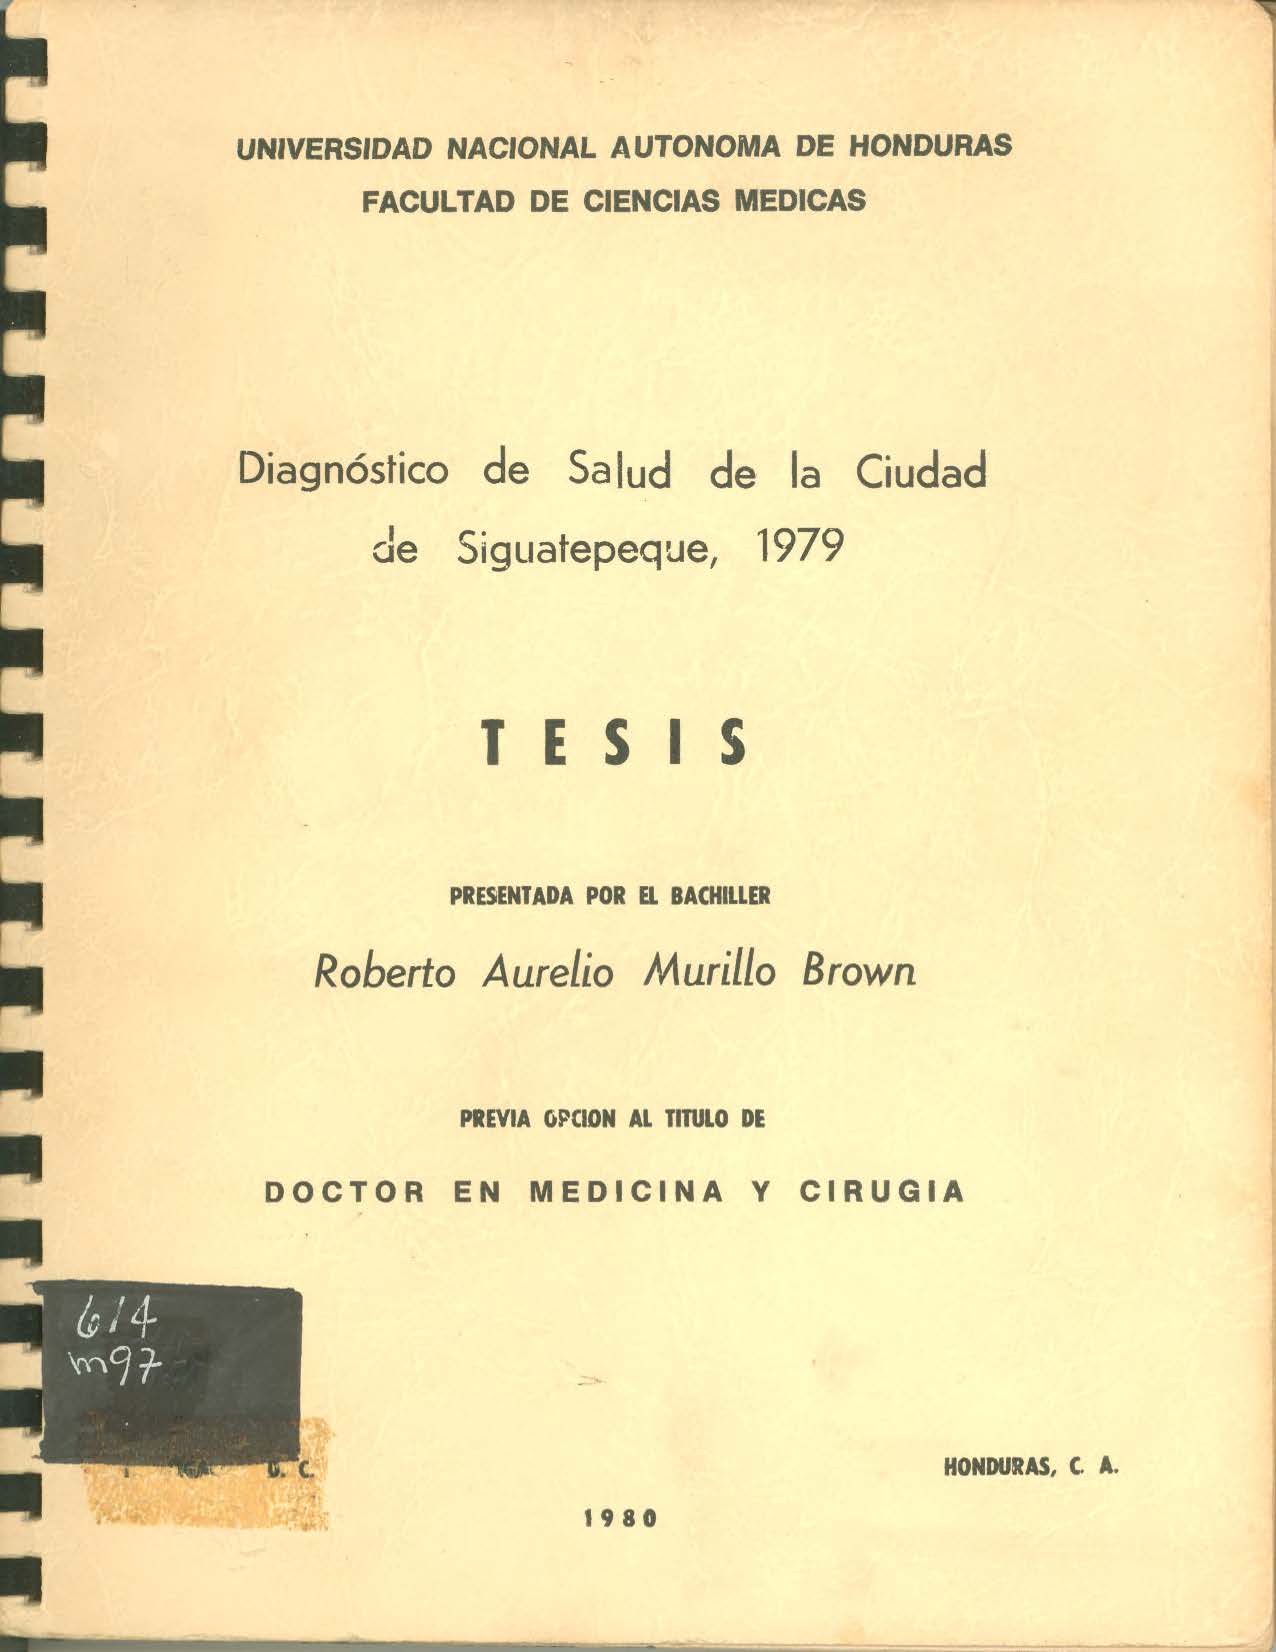 UNIVERSIDAD NACIONAL AUTONOMA DE HONDURAS
FACULTAD DE CIENCIAS MEDICAS
Diagnóstico de Salud de la Ciudad
de Siguatepeque, 1979
TESIS
PRESENTADA POR EL BACHILLER
Roberto Aurelio Murillo Brown
PREVIA OPCION AL TITULO DE
DOCTOR EN MEDICINA Y CIRUGIA
614
m97
D. C.
HONDURAS, C. A.
1980